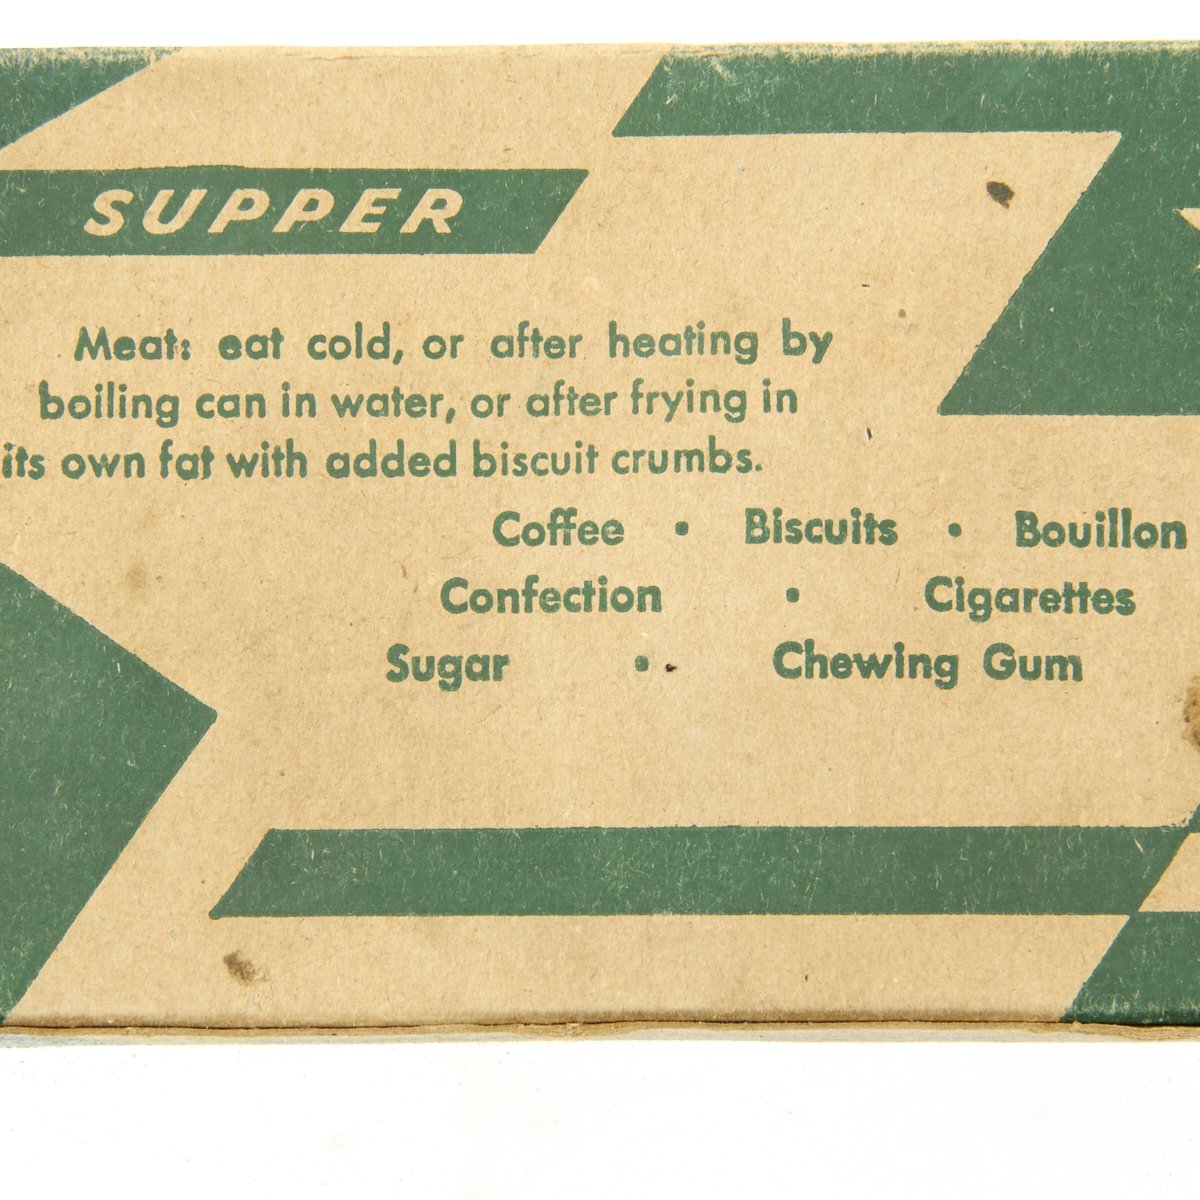 SUPPER
Meat: eat cold, or after heating by
boiling can in water, or after frying in
its own fat with added biscuit crumbs.
Coffee • Biscuits • Bouillon
Confection • Cigarettes
Sugar • Chewing Gum